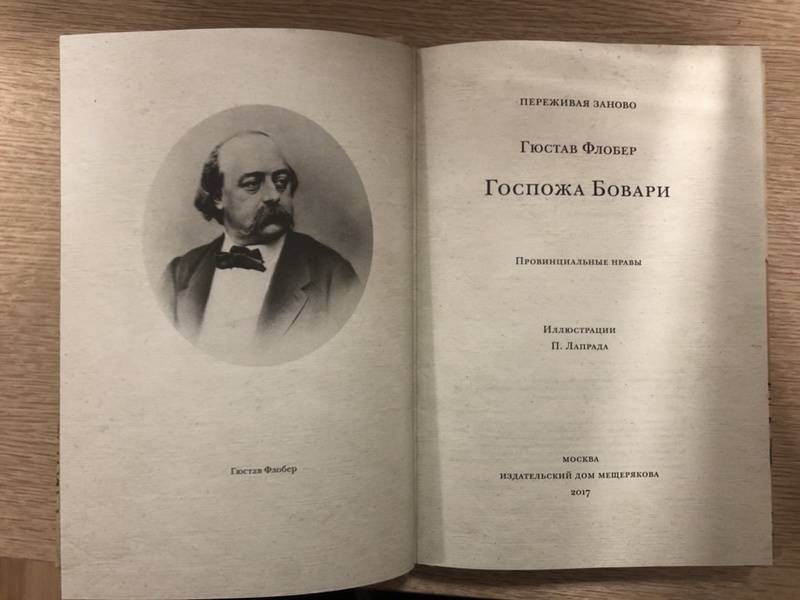 Гюстав Флобер
ПЕРЕЖИВАЯ ЗАНОВО
Гюстав Флобер
Госпожа Бовари
Провинциальные нравы
Иллюстрации
П. Лапрада
МОСКВА
ИЗДАТЕЛЬСКИЙ ДОМ МЕЩЕРЯКОВА
2017